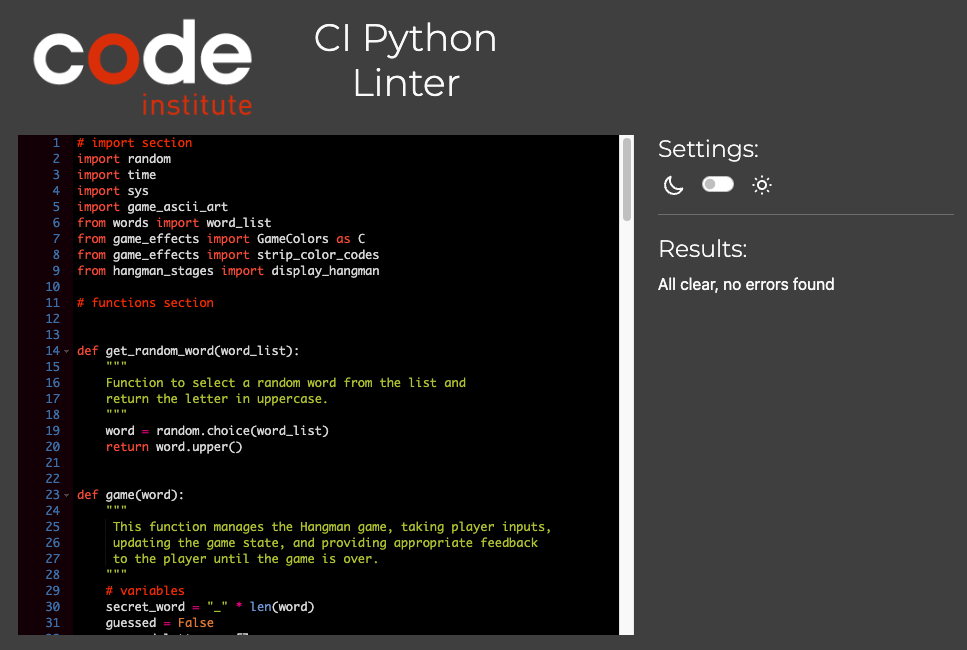 code
institute
CI Python
Linter
1 # import section
2 import random
3 import time
4 import sys
5 import game_ascii_art
6 from words import word_list
7 from game_effects import GameColors as C
8 from game_effects import strip_color_codes
9 from hangman_stages import display_hangman
10
11 # functions section
12
13
14 def get_random_word(word_list):
15     """
16     Function to select a random word from the list and
17     return the letter in uppercase.
18     """
19     word = random.choice(word_list)
20     return word.upper()
21
22
23 def game(word):
24     """
25      This function manages the Hangman game, taking player inputs,
26      updating the game state, and providing appropriate feedback
27      to the player until the game is over.
28     """
29     # variables
30     secret_word = "_" * len(word)
31     guessed = False
Settings:
Results:
All clear, no errors found